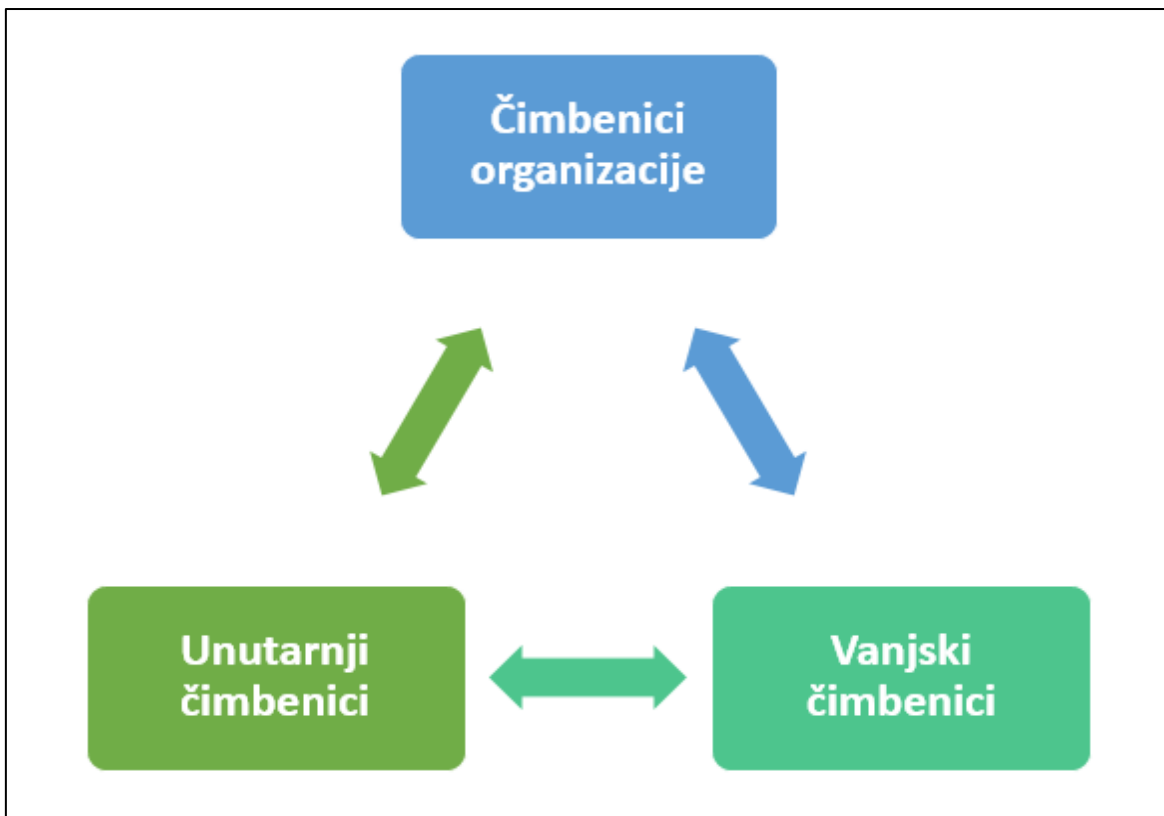 Čimbenici
organizacije
Unutarnji
čimbenici
Vanjski
čimbenici